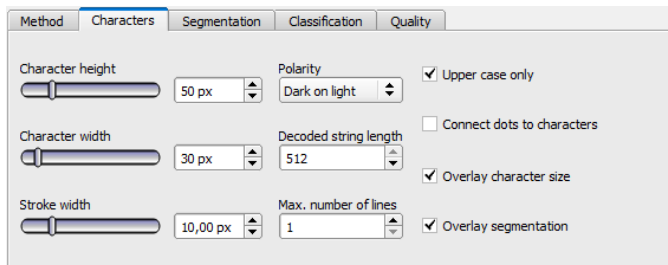 Method Characters Segmentation Classification Quality
Character height Polarity
50 px Dark on light Upper case only
Connect dots to characters
Character width Decoded string length
30 px 512
Overlay character size
Stroke width Max. number of lines
10,00 px 1 Overlay segmentation